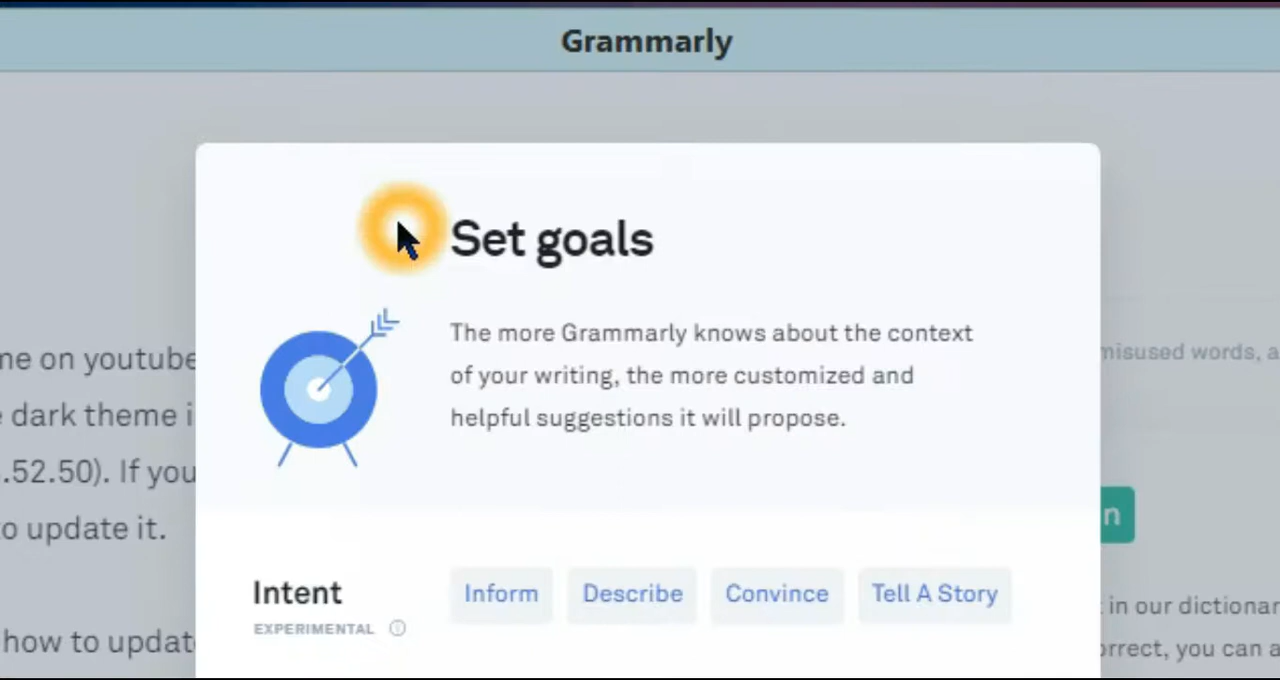 Grammarly
Set goals
The more Grammarly knows about the context
of your writing, the more customized and
helpful suggestions it will propose.
Intent
EXPERIMENTAL
Inform
Describe
Convince
Tell A Story
me on youtube
dark theme i
.52.50). If you
to update it.
how to updat
misused words, a
n
in our dictionar
orrect, you can a